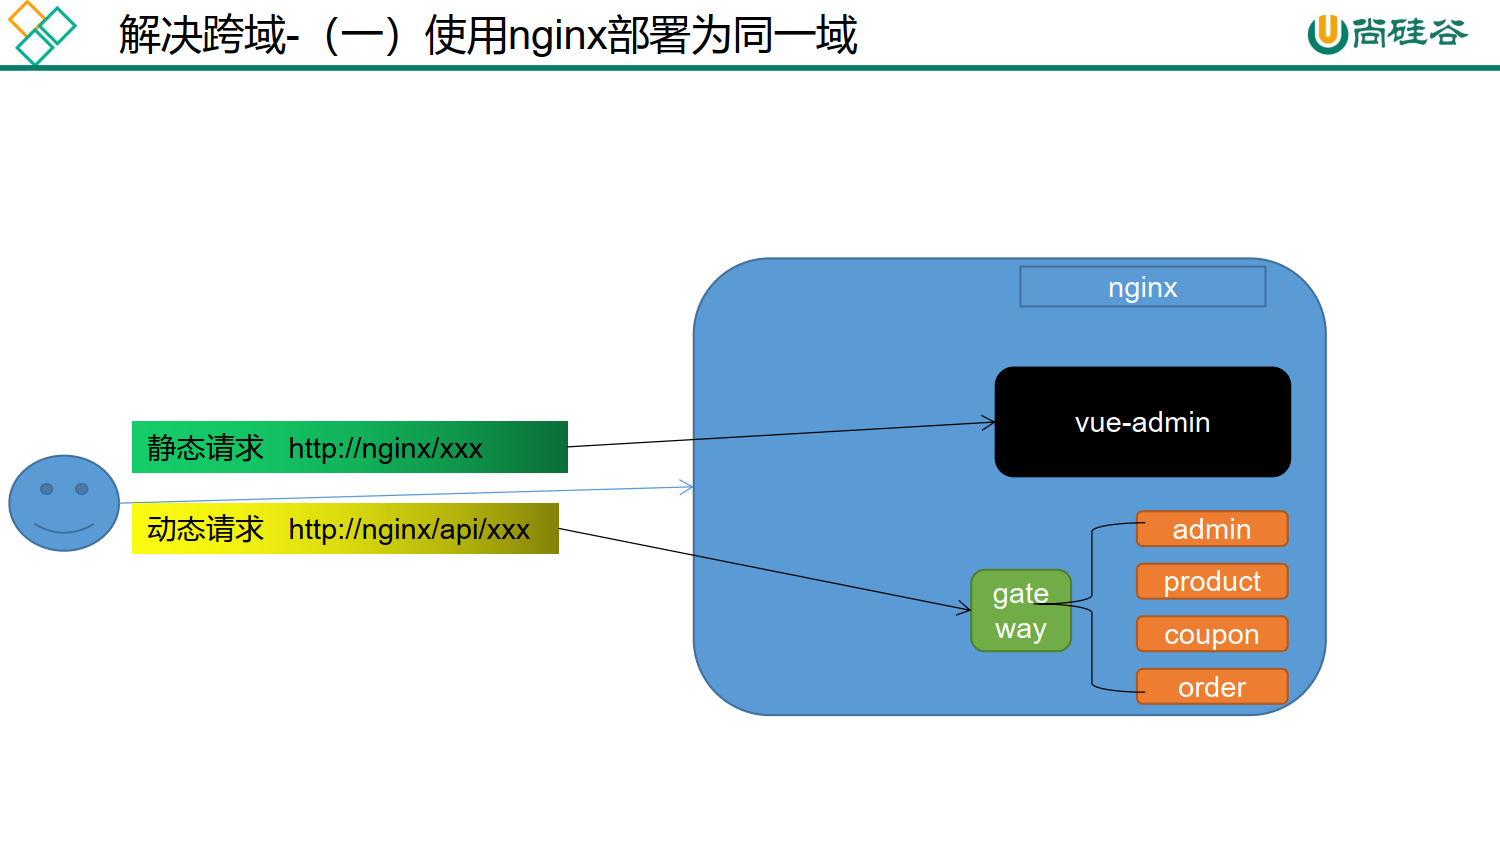 解决跨域-（一）使用nginx部署为同一域
尚硅谷
nginx
vue-admin
静态请求 http://nginx/xxx
动态请求 http://nginx/api/xxx
gate
way
admin
product
coupon
order